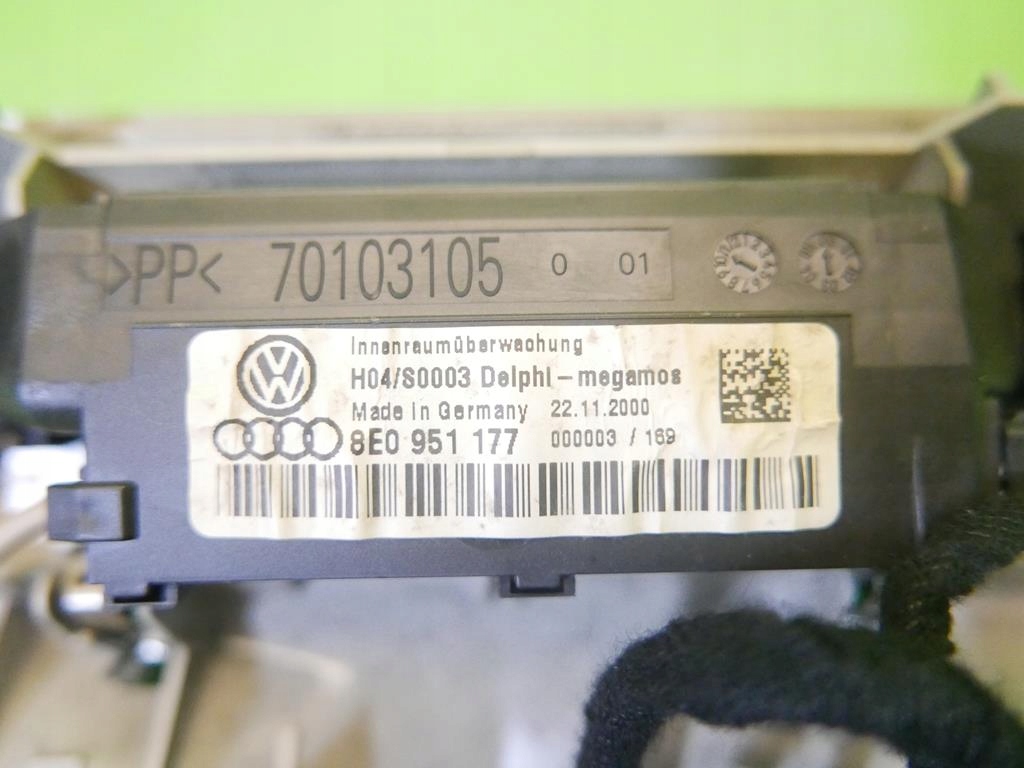 >PP< 70103105 0 01
Innenraumüberwachung
H04/S0003 Delphi-megamos
Made in Germany 22.11.2000
8E0 951 177 000003 / 169